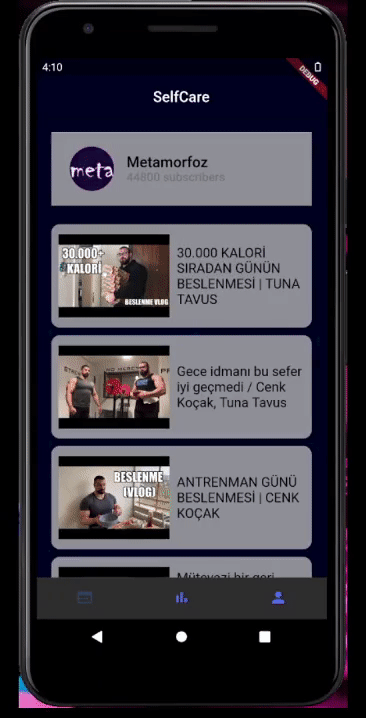 4:10
DEBUG
SelfCare
meta
Metamorfoz
44800 subscribers
30.000+
KALORİ
BESLENME VLOG
30.000 KALORİ
SIRADAN GÜNÜN
BESLENMESİ | TUNA
TAVUS
Gece idmanı bu sefer
iyi geçmedi / Cenk
Koçak, Tuna Tavus
BESLENME
(VLOG)
ANTRENMAN GÜNÜ
BESLENMESİ | CENK
KOÇAK
Mütevazi bir geri